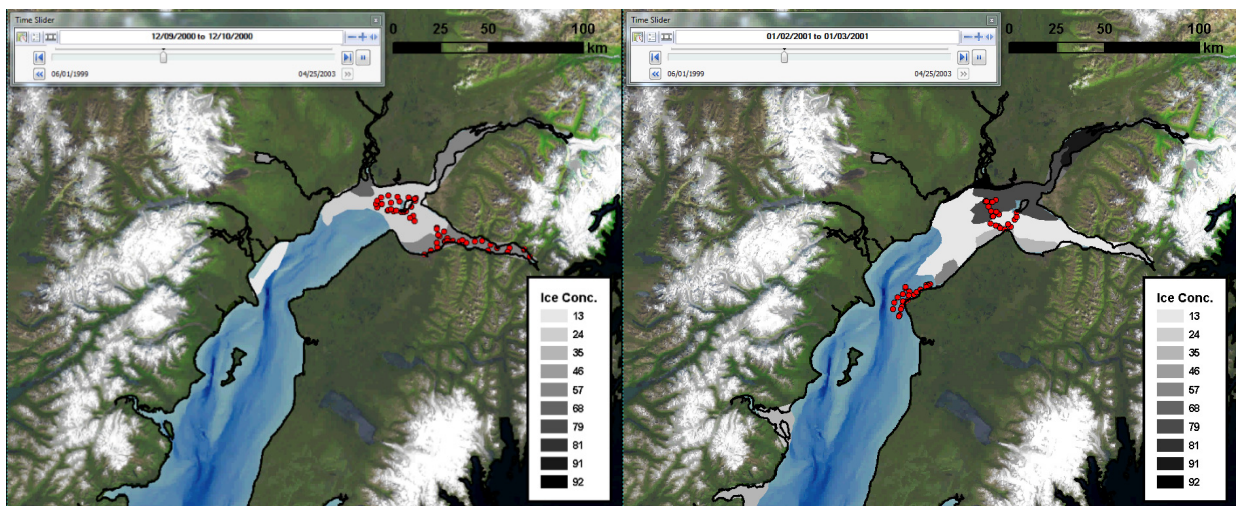 Time Slider
12/09/2000 to 12/10/2000
06/01/1999 04/25/2003
0 25 50 100
km
Ice Conc.
13
24
35
46
57
68
79
81
91
92
Time Slider
01/02/2001 to 01/03/2001
06/01/1999 04/25/2003
0 25 50 100
km
Ice Conc.
13
24
35
46
57
68
79
81
91
92